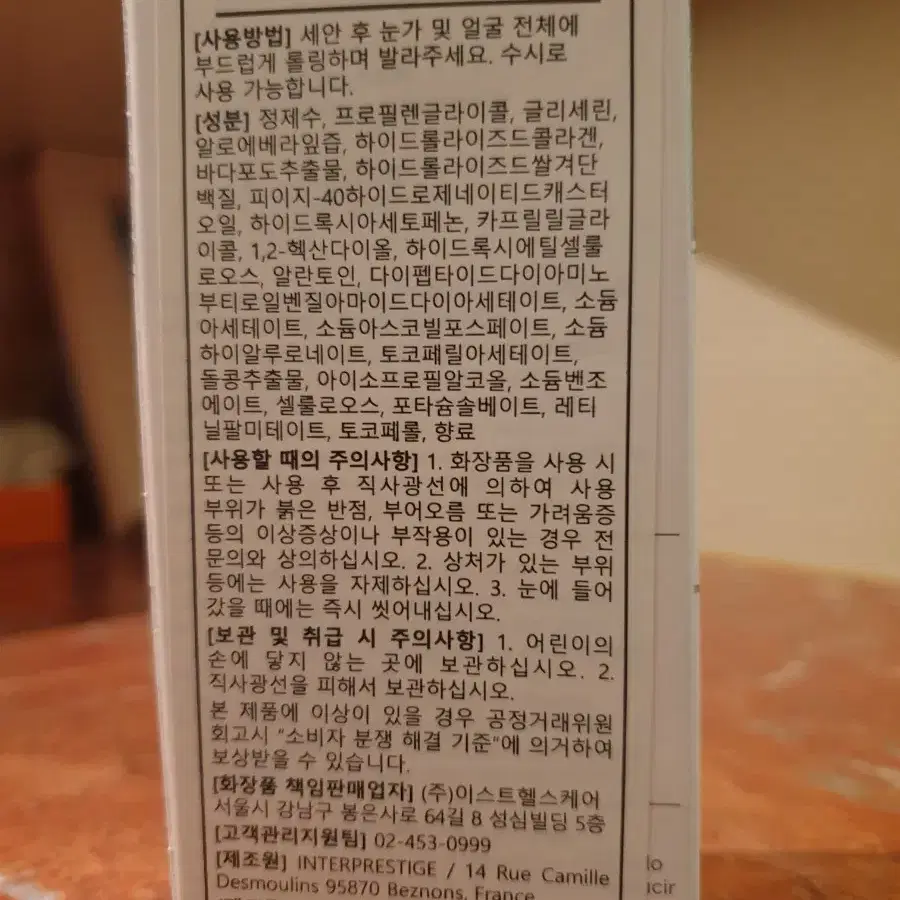 [사용방법] 세안 후 눈가 및 얼굴 전체에
부드럽게 롤링하며 발라주세요. 수시로
사용 가능합니다.
[성분] 정제수, 프로필렌글라이콜, 글리세린,
알로에베라잎즙, 하이드롤라이즈드콜라겐,
바다포도추출물, 하이드롤라이즈드쌀겨단
백질, 피이지-40하이드로제네이티드캐스터
오일, 하이드록시아세토페논, 카프릴릴글라
이콜, 1,2-헥산다이올, 하이드록시에틸셀룰
로오스, 알란토인, 다이펩타이드다이아미노
부티로일벤질아마이드다이아세테이트, 소듐
아세테이트, 소듐아스코빌포스페이트, 소듐
하이알루로네이트, 토코페릴아세테이트,
돌콩추출물, 아이소프로필알코올, 소듐벤조
에이트, 셀룰로오스, 포타슘솔베이트, 레티
닐팔미테이트, 토코페롤, 향료
[사용할 때의 주의사항] 1. 화장품을 사용 시
또는 사용 후 직사광선에 의하여 사용
부위가 붉은 반점, 부어오름 또는 가려움증
등의 이상증상이나 부작용이 있는 경우 전
문의와 상의하십시오. 2. 상처가 있는 부위
등에는 사용을 자제하십시오. 3. 눈에 들어
갔을 때에는 즉시 씻어내십시오.
[보관 및 취급 시 주의사항] 1. 어린이의
손에 닿지 않는 곳에 보관하십시오. 2.
직사광선을 피해서 보관하십시오.
본 제품에 이상이 있을 경우 공정거래위원
회고시 "소비자 분쟁 해결 기준"에 의거하여
보상받을 수 있습니다.
[화장품 책임판매업자] (주)이스트헬스케어
서울시 강남구 봉은사로 64길 8 성심빌딩 5층
[고객관리지원팀] 02-453-0999
[제조원] INTERPRESTIGE / 14 Rue Camille
Desmoulins 95870 Beznons, France